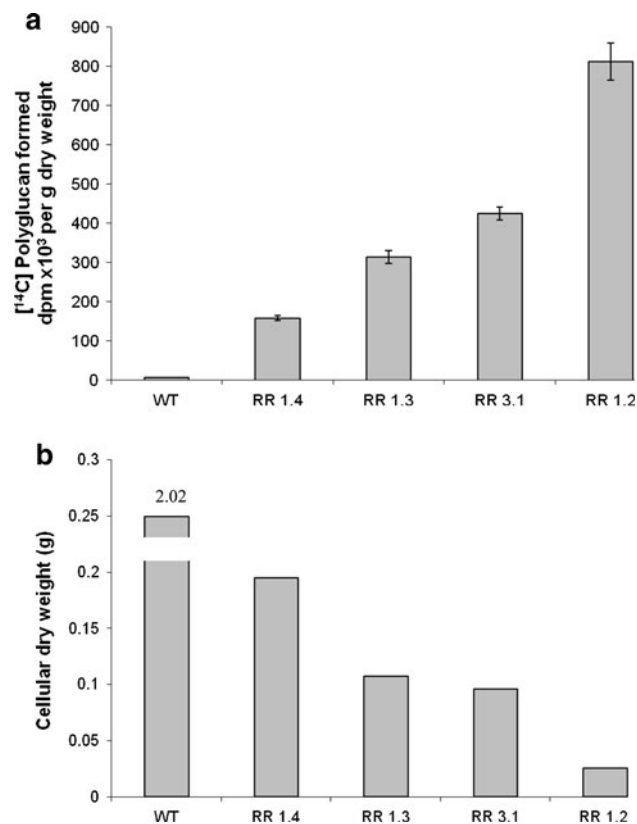 a
[¹⁴C] Polyglucan formed
dpm x10³ per g dry weight
900
800
700
600
500
400
300
200
100
0
WT RR 1.4 RR 1.3 RR 3.1 RR 1.2
b
Cellular dry weight (g)
0.3
0.25
0.2
0.15
0.1
0.05
0
2.02
WT RR 1.4 RR 1.3 RR 3.1 RR 1.2